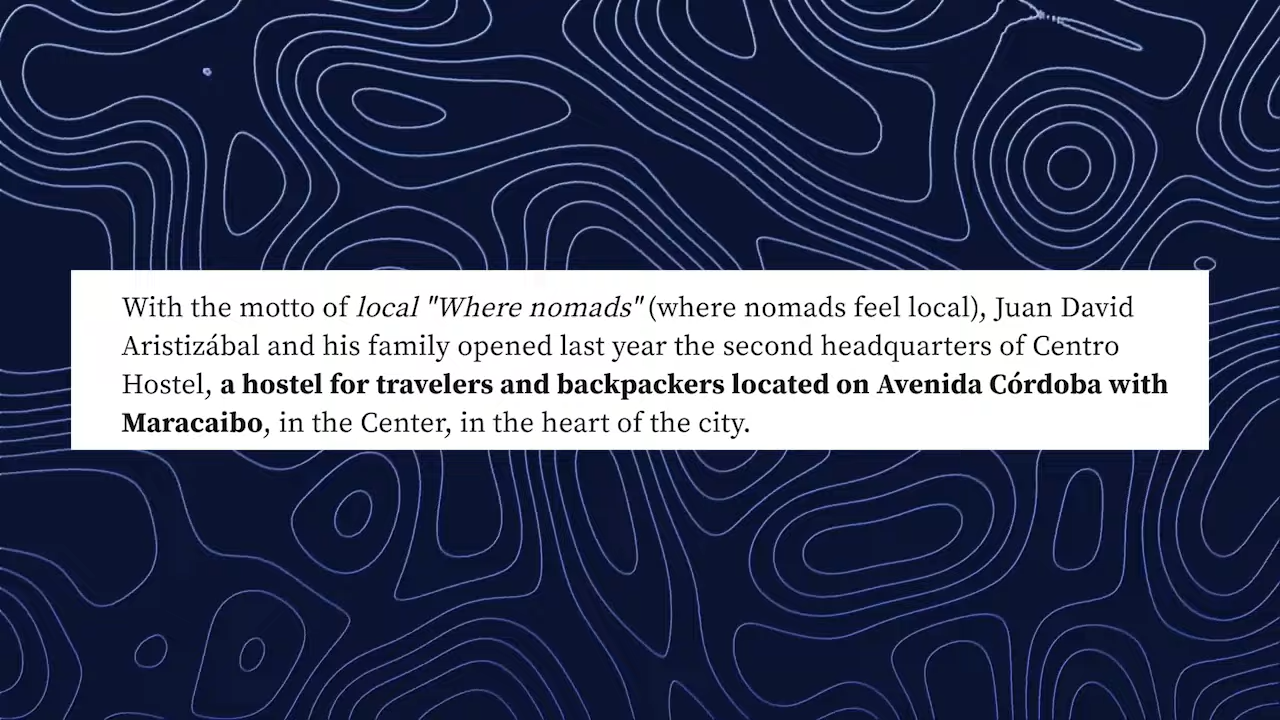 With the motto of local "Where nomads" (where nomads feel local), Juan David
Aristizábal and his family opened last year the second headquarters of Centro
Hostel, a hostel for travelers and backpackers located on Avenida Córdoba with
Maracaibo, in the Center, in the heart of the city.